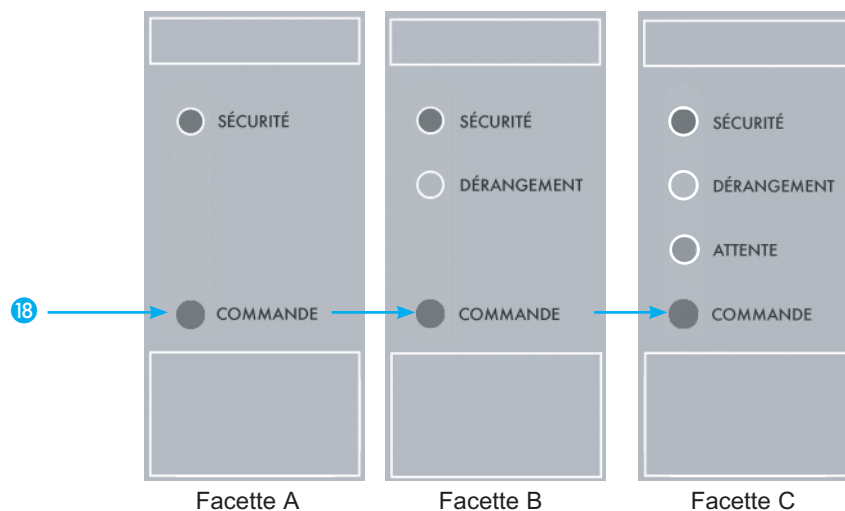 SÉCURITÉ
COMMANDE
Facette A
SÉCURITÉ
DÉRANGEMENT
COMMANDE
Facette B
SÉCURITÉ
DÉRANGEMENT
ATTENTE
COMMANDE
Facette C
18